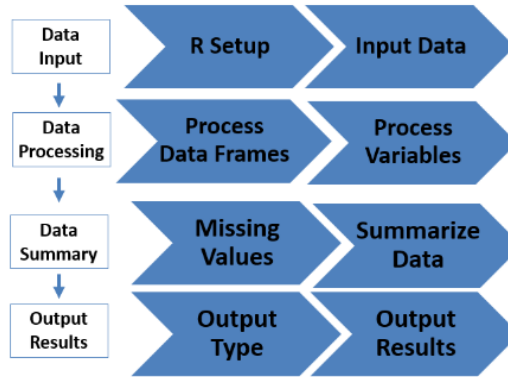 Data
Input
R Setup
Input Data
Data
Processing
Process
Data Frames
Process
Variables
Data
Summary
Missing
Values
Summarize
Data
Output
Results
Output
Type
Output
Results